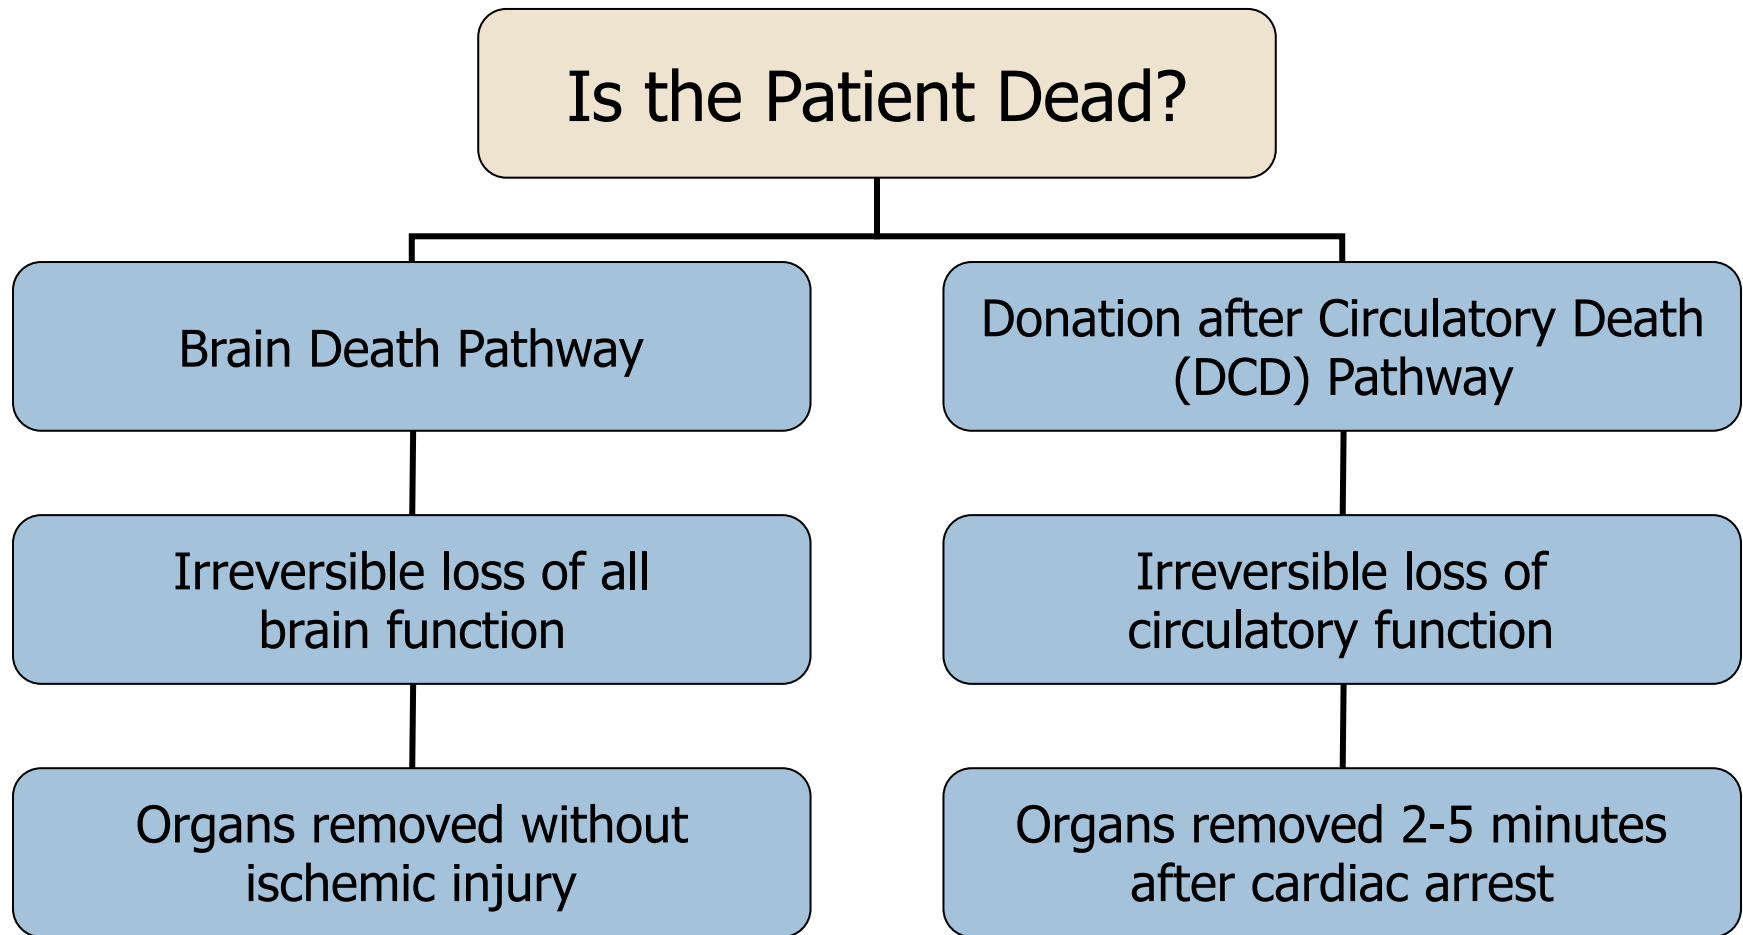 Is the Patient Dead?
Brain Death Pathway
Donation after Circulatory Death
(DCD) Pathway
Irreversible loss of all
brain function
Irreversible loss of
circulatory function
Organs removed without
ischemic injury
Organs removed 2-5 minutes
after cardiac arrest